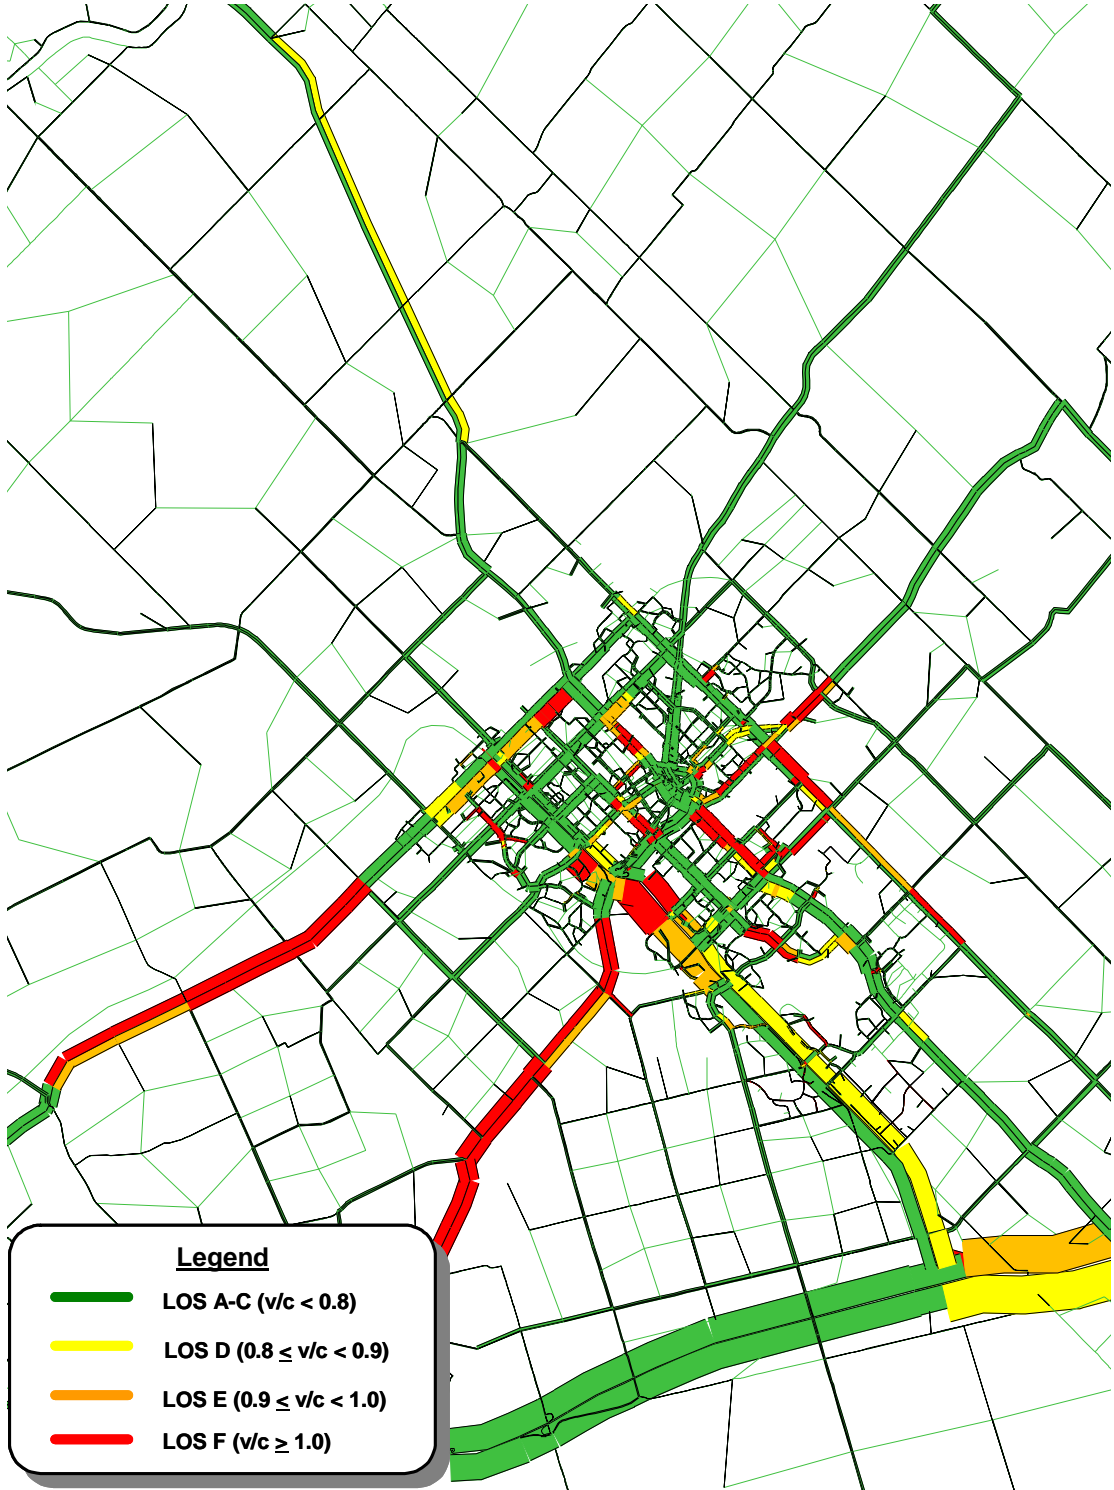 Legend
LOS A-C (v/c < 0.8)
LOS D (0.8 ≤ v/c < 0.9)
LOS E (0.9 ≤ v/c < 1.0)
LOS F (v/c ≥ 1.0)